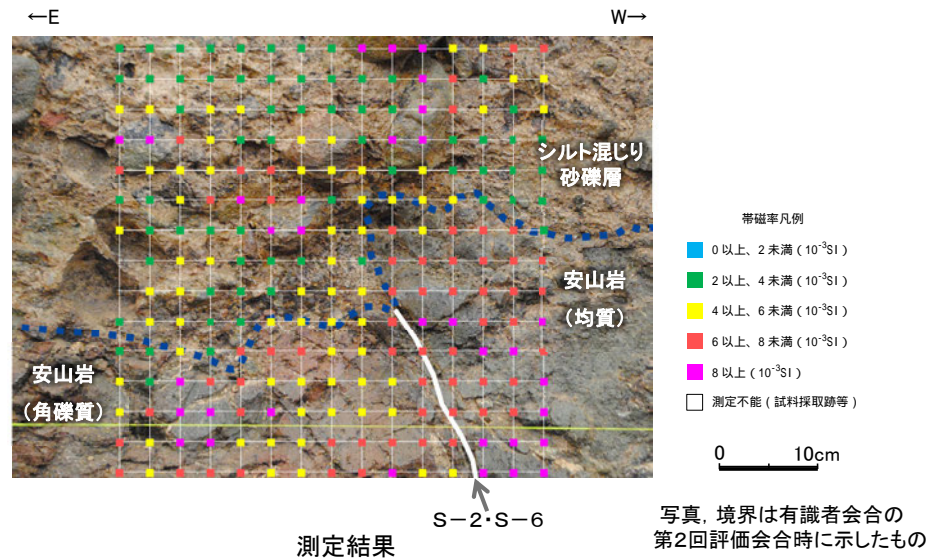 ←E
W→
シルト混じり
砂礫層
安山岩
(均質)
安山岩
(角礫質)
帯磁率凡例
0 以上、2 未満(10⁻³SI)
2 以上、4 未満(10⁻³SI)
4 以上、6 未満(10⁻³SI)
6 以上、8 未満(10⁻³SI)
8 以上(10⁻³SI)
測定不能(試料採取跡等)
0 10cm
S-2・S-6
測定結果
写真,境界は有識者会合の
第2回評価会合時に示したもの